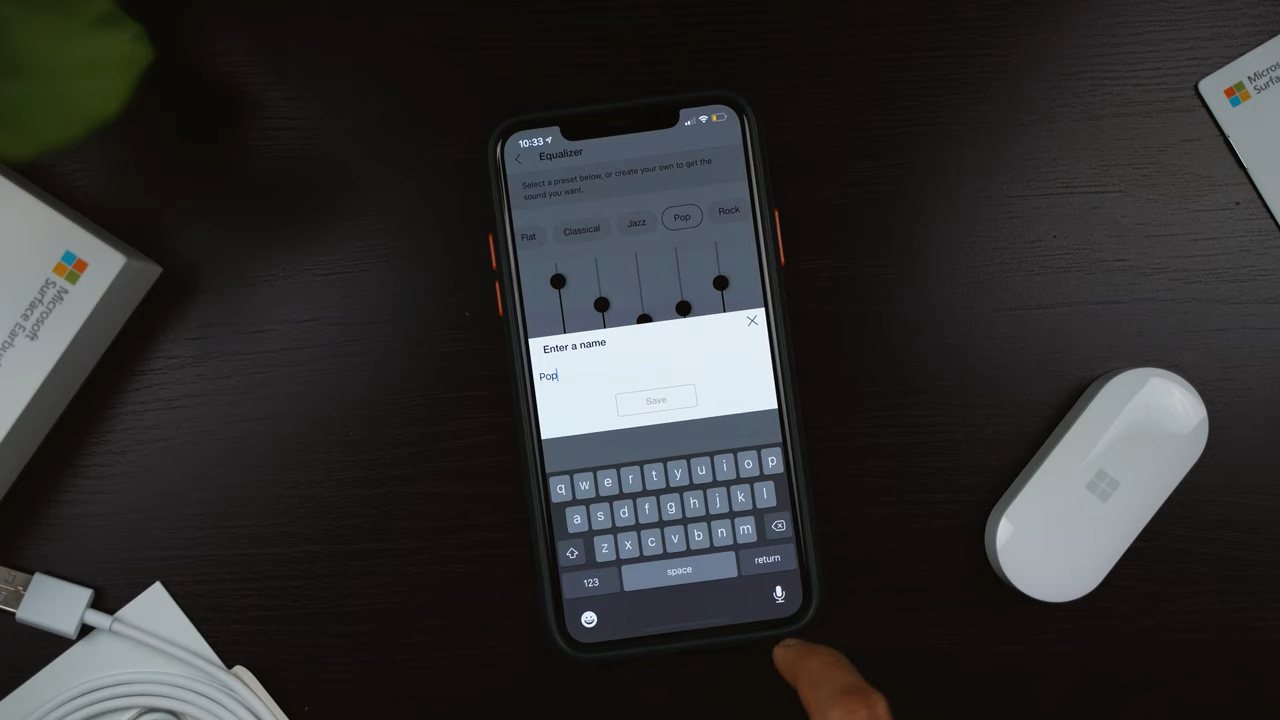 10:33
Equalizer
Select a preset below, or create your own to get the
sound you want.
Flat Classical Jazz Pop Rock
Enter a name
Pop
Save
q w e r t y u i o p
a s d f g h j k l
z x c v b n m
123 space return
Microsoft
Surface